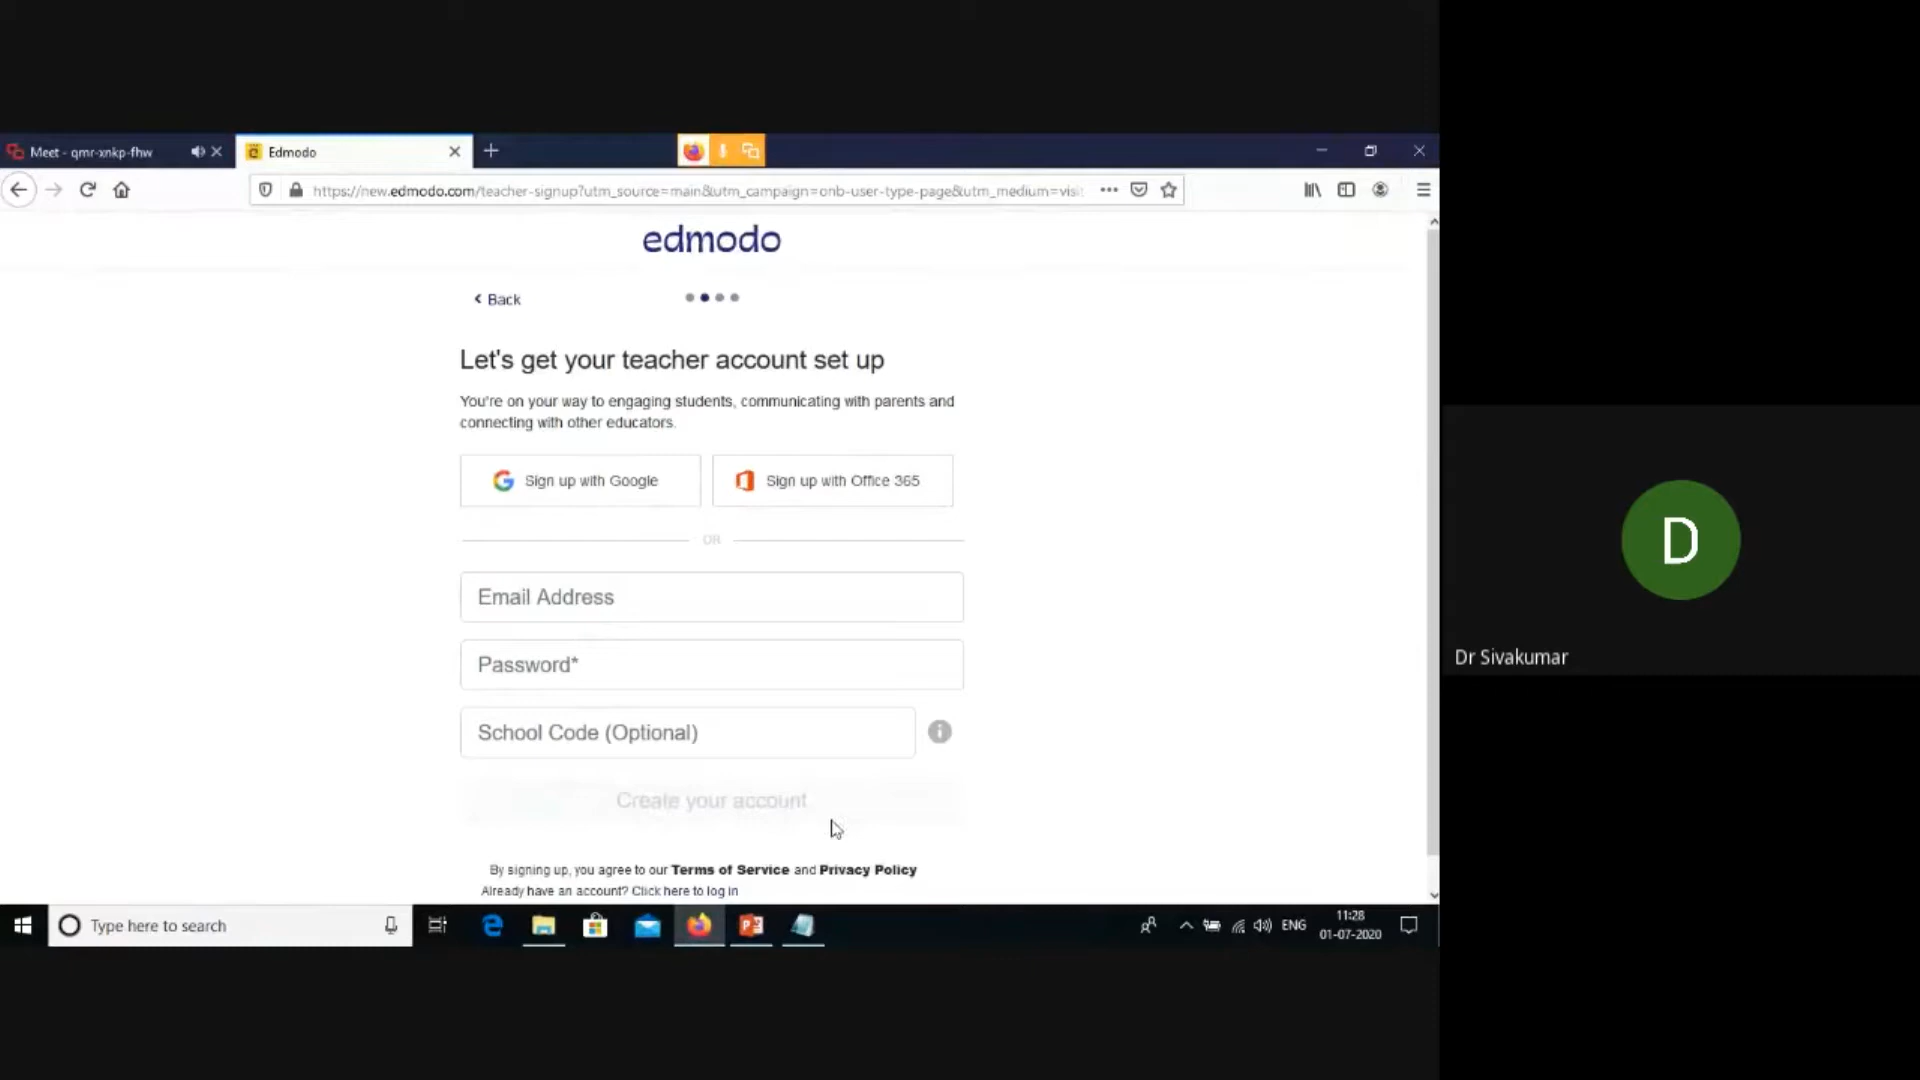 Meet - qmr-xnkp-fhw
Edmodo
https://new.edmodo.com/teacher-signup?utm_source=main&utm_campaign=onb-user-type-page&utm_medium=visi
edmodo
Back
Let's get your teacher account set up
You're on your way to engaging students, communicating with parents and
connecting with other educators.
Sign up with Google
Sign up with Office 365
OR
Email Address
Password*
School Code (Optional)
Create your account
By signing up, you agree to our Terms of Service and Privacy Policy
Already have an account? Click here to log in
D
Dr Sivakumar
Type here to search
ENG
11:28
01-07-2020